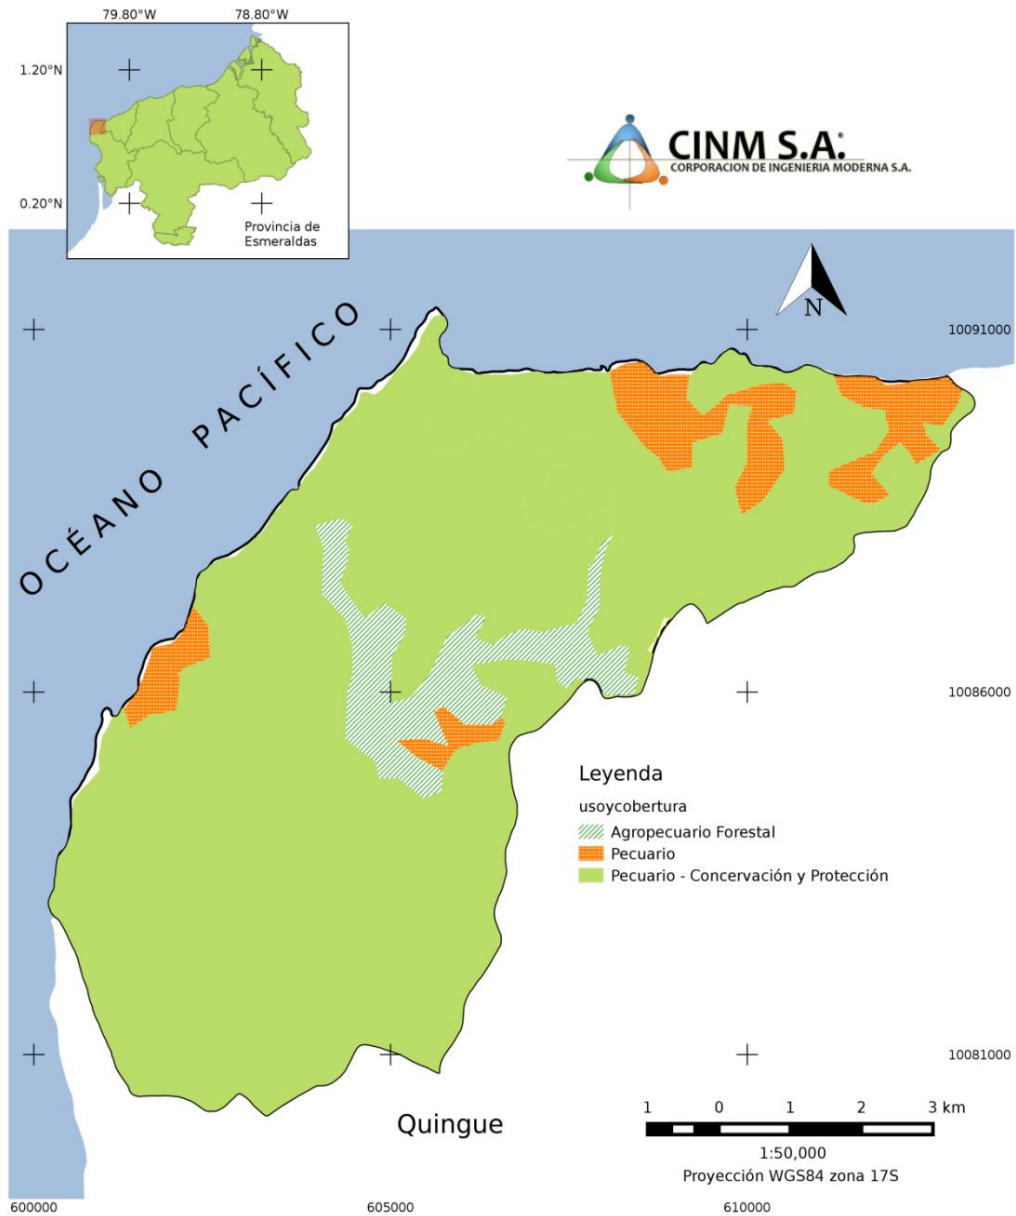 79.80°W
78.80°W
1.20°N
0.20°N
Provincia de
Esmeraldas
CINM S.A.®
CORPORACION DE INGENIERIA MODERNA S.A.
N
OCÉANO PACÍFICO
10091000
10086000
Leyenda
usoycobertura
Agropecuario Forestal
Pecuario
Pecuario - Concervación y Protección
10081000
Quingue
1 0 1 2 3 km
1:50,000
Proyección WGS84 zona 17S
600000
605000
610000